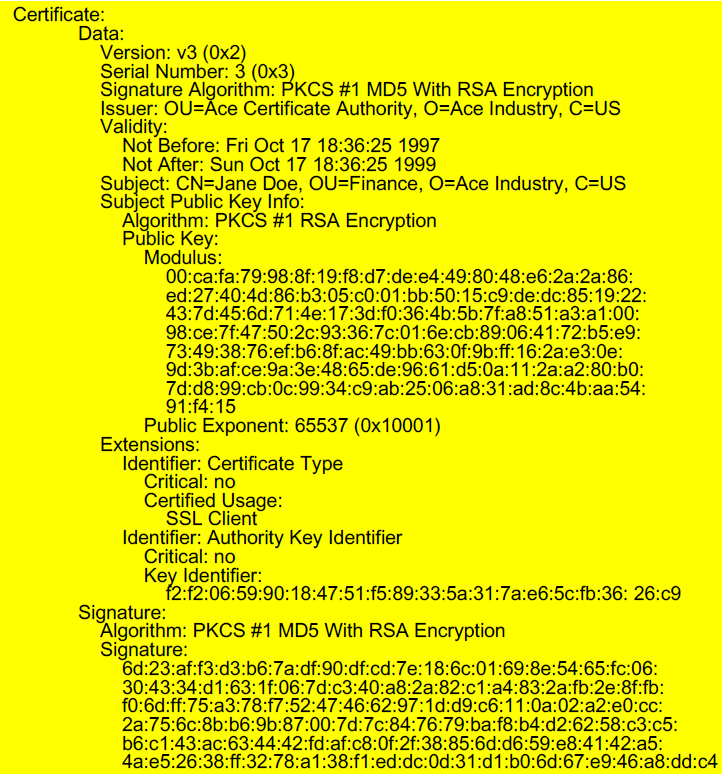 Certificate:
Data:
Version: v3 (0x2)
Serial Number: 3 (0x3)
Signature Algorithm: PKCS #1 MD5 With RSA Encryption
Issuer: OU=Ace Certificate Authority, O=Ace Industry, C=US
Validity:
Not Before: Fri Oct 17 18:36:25 1997
Not After: Sun Oct 17 18:36:25 1999
Subject: CN=Jane Doe, OU=Finance, O=Ace Industry, C=US
Subject Public Key Info:
Algorithm: PKCS #1 RSA Encryption
Public Key:
Modulus:
00:ca:fa:79:98:8f:19:f8:d7:de:e4:49:80:48:e6:2a:2a:86:
ed:27:40:4d:86:b3:05:c0:01:bb:50:15:c9:de:dc:85:19:22:
43:7d:45:6d:71:4e:17:3d:f0:36:4b:5b:7f:a8:51:a3:a1:00:
98:ce:7f:47:50:2c:93:36:7c:01:6e:cb:89:06:41:72:b5:e9:
73:49:38:76:ef:b6:8f:ac:49:bb:63:0f:9b:ff:16:2a:e3:0e:
9d:3b:af:ce:9a:3e:48:65:de:96:61:d5:0a:11:2a:a2:80:b0:
7d:d8:99:cb:0c:99:34:c9:ab:25:06:a8:31:ad:8c:4b:aa:54:
91:f4:15
Public Exponent: 65537 (0x10001)
Extensions:
Identifier: Certificate Type
Critical: no
Certified Usage:
SSL Client
Identifier: Authority Key Identifier
Critical: no
Key Identifier:
f2:f2:06:59:90:18:47:51:f5:89:33:5a:31:7a:e6:5c:fb:36: 26:c9
Signature:
Algorithm: PKCS #1 MD5 With RSA Encryption
Signature:
6d:23:af:f3:d3:b6:7a:df:90:df:cd:7e:18:6c:01:69:8e:54:65:fc:06:
30:43:34:d1:63:1f:06:7d:c3:40:a8:2a:82:c1:a4:83:2a:fb:2e:8f:fb:
f0:6d:ff:75:a3:78:f7:52:47:46:62:97:1d:d9:c6:11:0a:02:a2:e0:cc:
2a:75:6c:8b:b6:9b:87:00:7d:7c:84:76:79:ba:f8:b4:d2:62:58:c3:c5:
b6:c1:43:ac:63:44:42:fd:af:c8:0f:2f:38:85:6d:d6:59:e8:41:42:a5:
4a:e5:26:38:ff:32:78:a1:38:f1:ed:dc:0d:31:d1:b0:6d:67:e9:46:a8:dd:c4